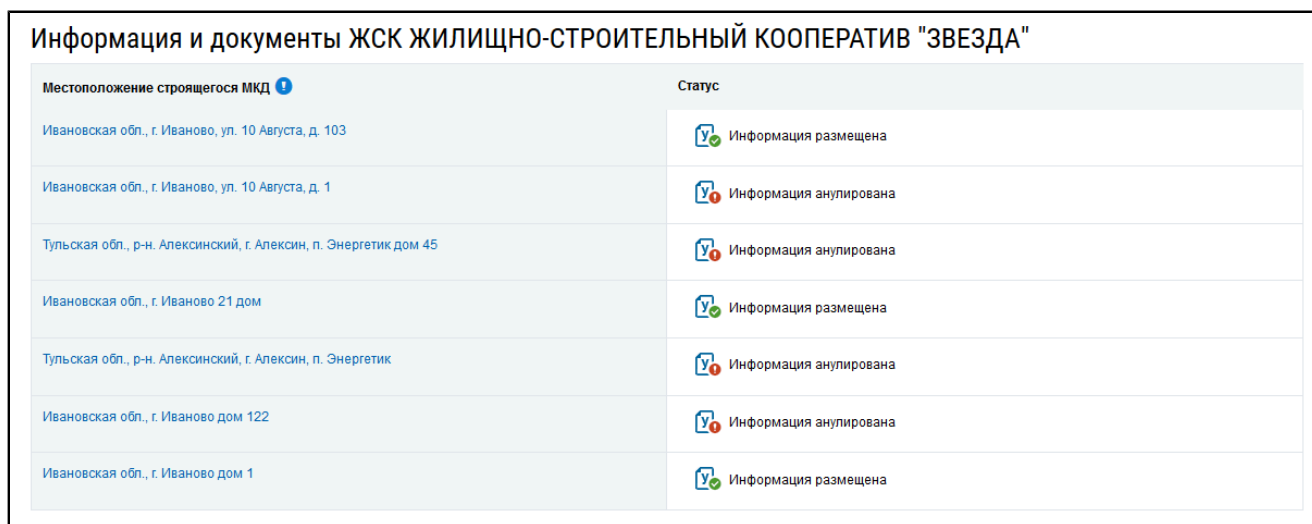 Информация и документы ЖСК ЖИЛИЩНО-СТРОИТЕЛЬНЫЙ КООПЕРАТИВ "ЗВЕЗДА"
Местоположение строящегося МКД Статус
Ивановская обл., г. Иваново, ул. 10 Августа, д. 103 Информация размещена
Ивановская обл., г. Иваново, ул. 10 Августа, д. 1 Информация анулирована
Тульская обл., р-н. Алексинский, г. Алексин, п. Энергетик дом 45 Информация анулирована
Ивановская обл., г. Иваново 21 дом Информация размещена
Тульская обл., р-н. Алексинский, г. Алексин, п. Энергетик Информация анулирована
Ивановская обл., г. Иваново дом 122 Информация анулирована
Ивановская обл., г. Иваново дом 1 Информация размещена